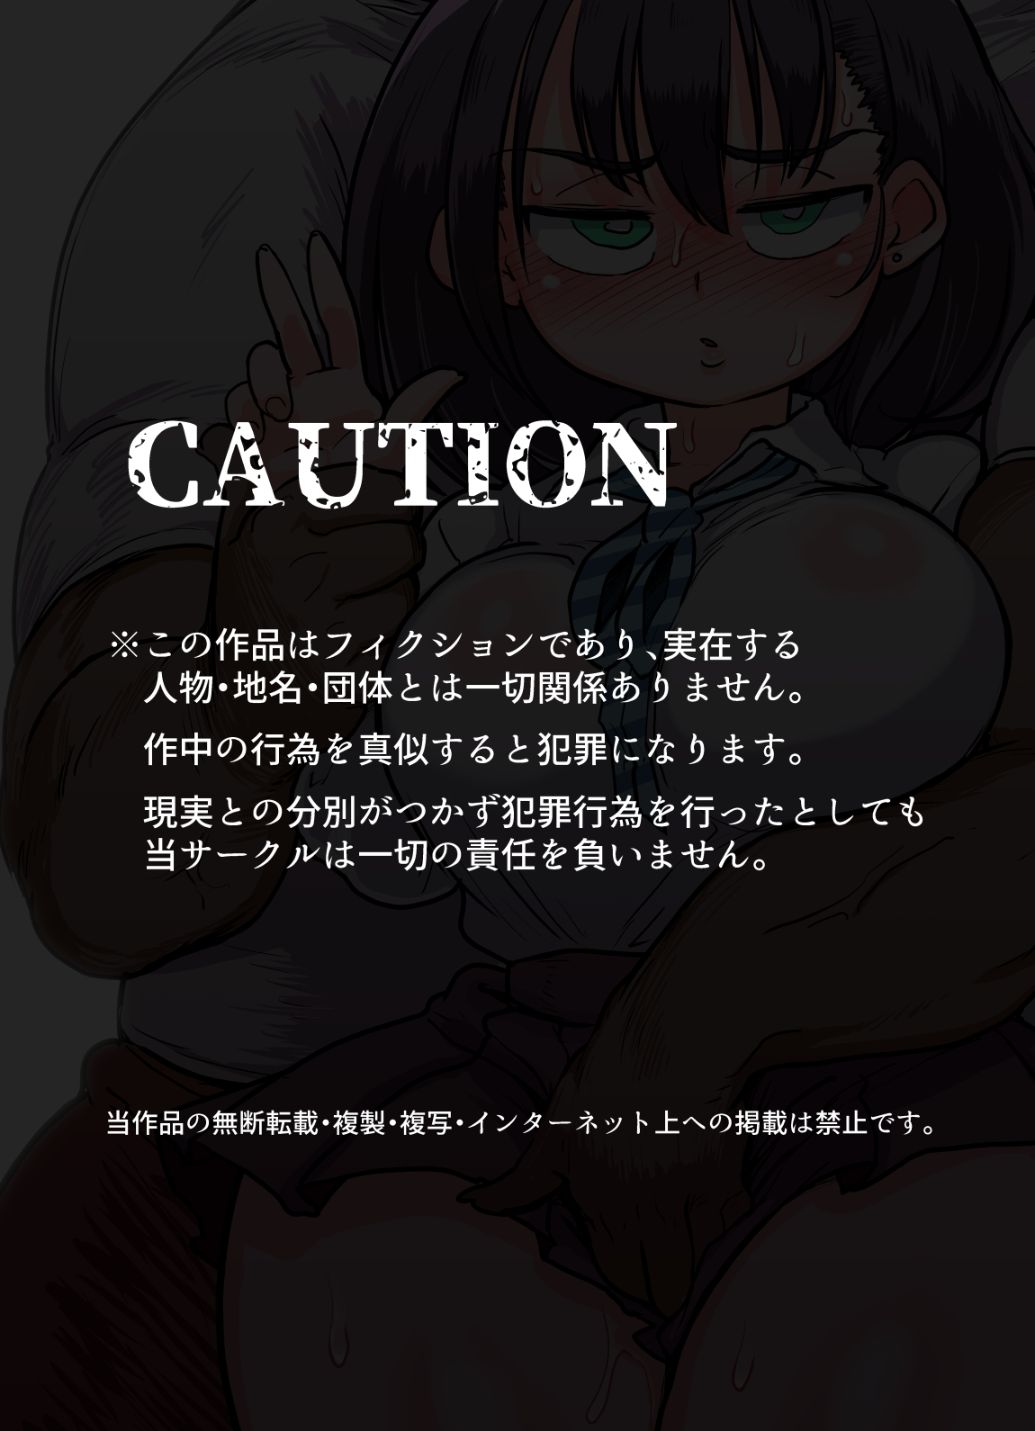 CAUTION
※この作品はフィクションであり、実在する
人物・地名・団体とは一切関係ありません。
作中の行為を真似すると犯罪になります。
現実との分別がつかず犯罪行為を行ったとしても
当サークルは一切の責任を負いません。
当作品の無断転載・複製・複写・インターネット上への掲載は禁止です。